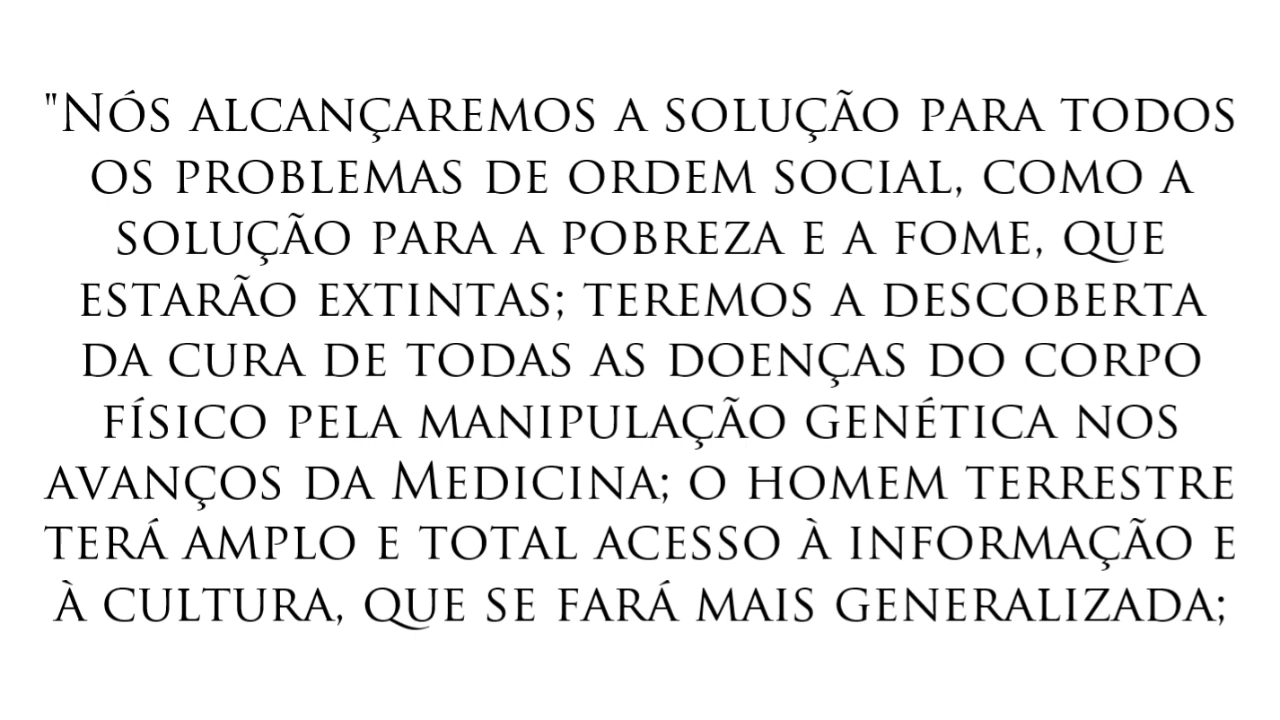 "Nós alcançaremos a solução para todos
os problemas de ordem social, como a
solução para a pobreza e a fome, que
estarão extintas; teremos a descoberta
da cura de todas as doenças do corpo
físico pela manipulação genética nos
avanços da Medicina; o homem terrestre
terá amplo e total acesso à informação e
à cultura, que se fará mais generalizada;